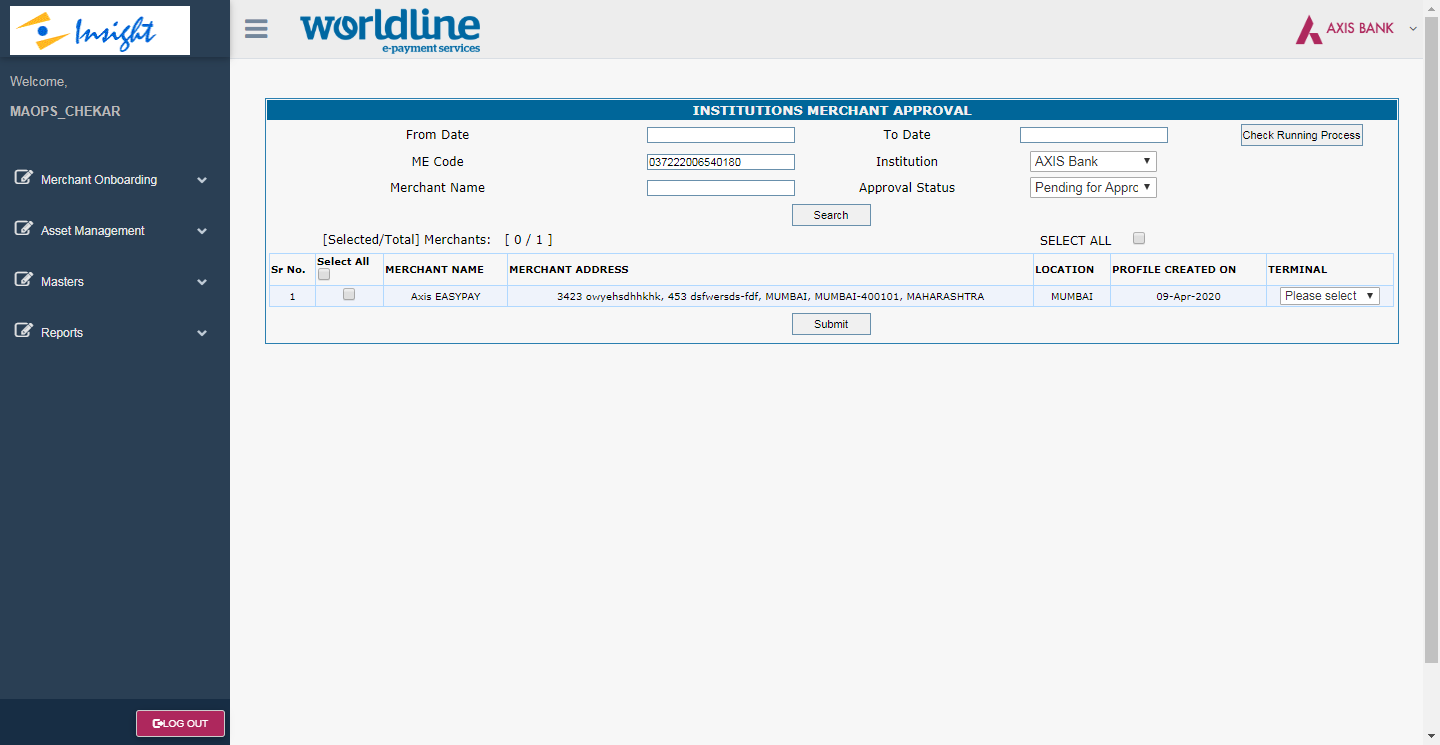 Insight
worldline
e-payment services
AXIS BANK
Welcome,
MAOPS_CHEKAR
Merchant Onboarding
Asset Management
Masters
Reports
LOG OUT
INSTITUTIONS MERCHANT APPROVAL
From Date To Date Check Running Process
ME Code 037222006540180 Institution AXIS Bank
Merchant Name Approval Status Pending for Appro
Search
[Selected/Total] Merchants: [ 0 / 1 ] SELECT ALL
Sr No. Select All MERCHANT NAME MERCHANT ADDRESS LOCATION PROFILE CREATED ON TERMINAL
1 Axis EASYPAY 3423 owyehsdhhkhk, 453 dsfwersds-fdf, MUMBAI, MUMBAI-400101, MAHARASHTRA MUMBAI 09-Apr-2020 Please select
Submit